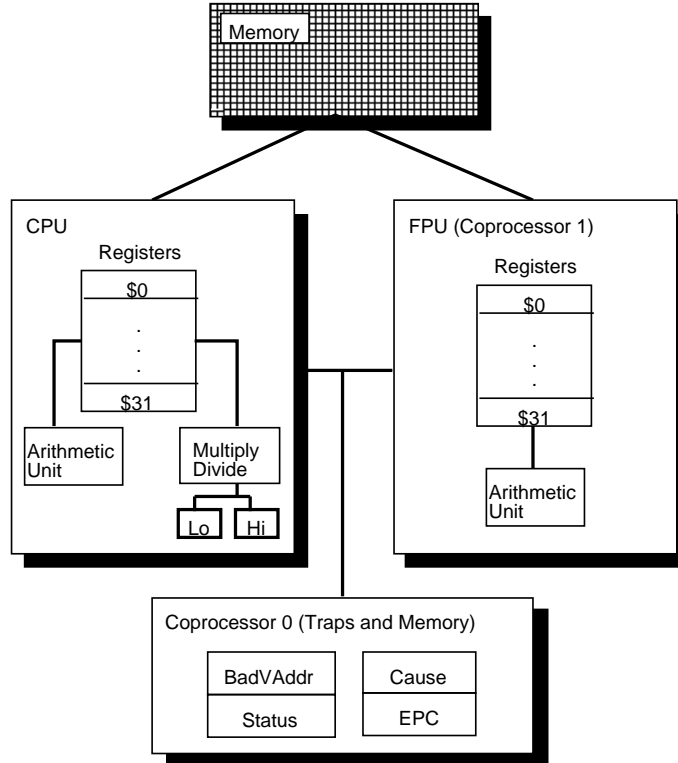 Memory
CPU
Registers
$0
.
.
.
$31
Arithmetic
Unit
Multiply
Divide
Lo
Hi
FPU (Coprocessor 1)
Registers
$0
.
.
.
$31
Arithmetic
Unit
Coprocessor 0 (Traps and Memory)
BadVAddr
Cause
Status
EPC